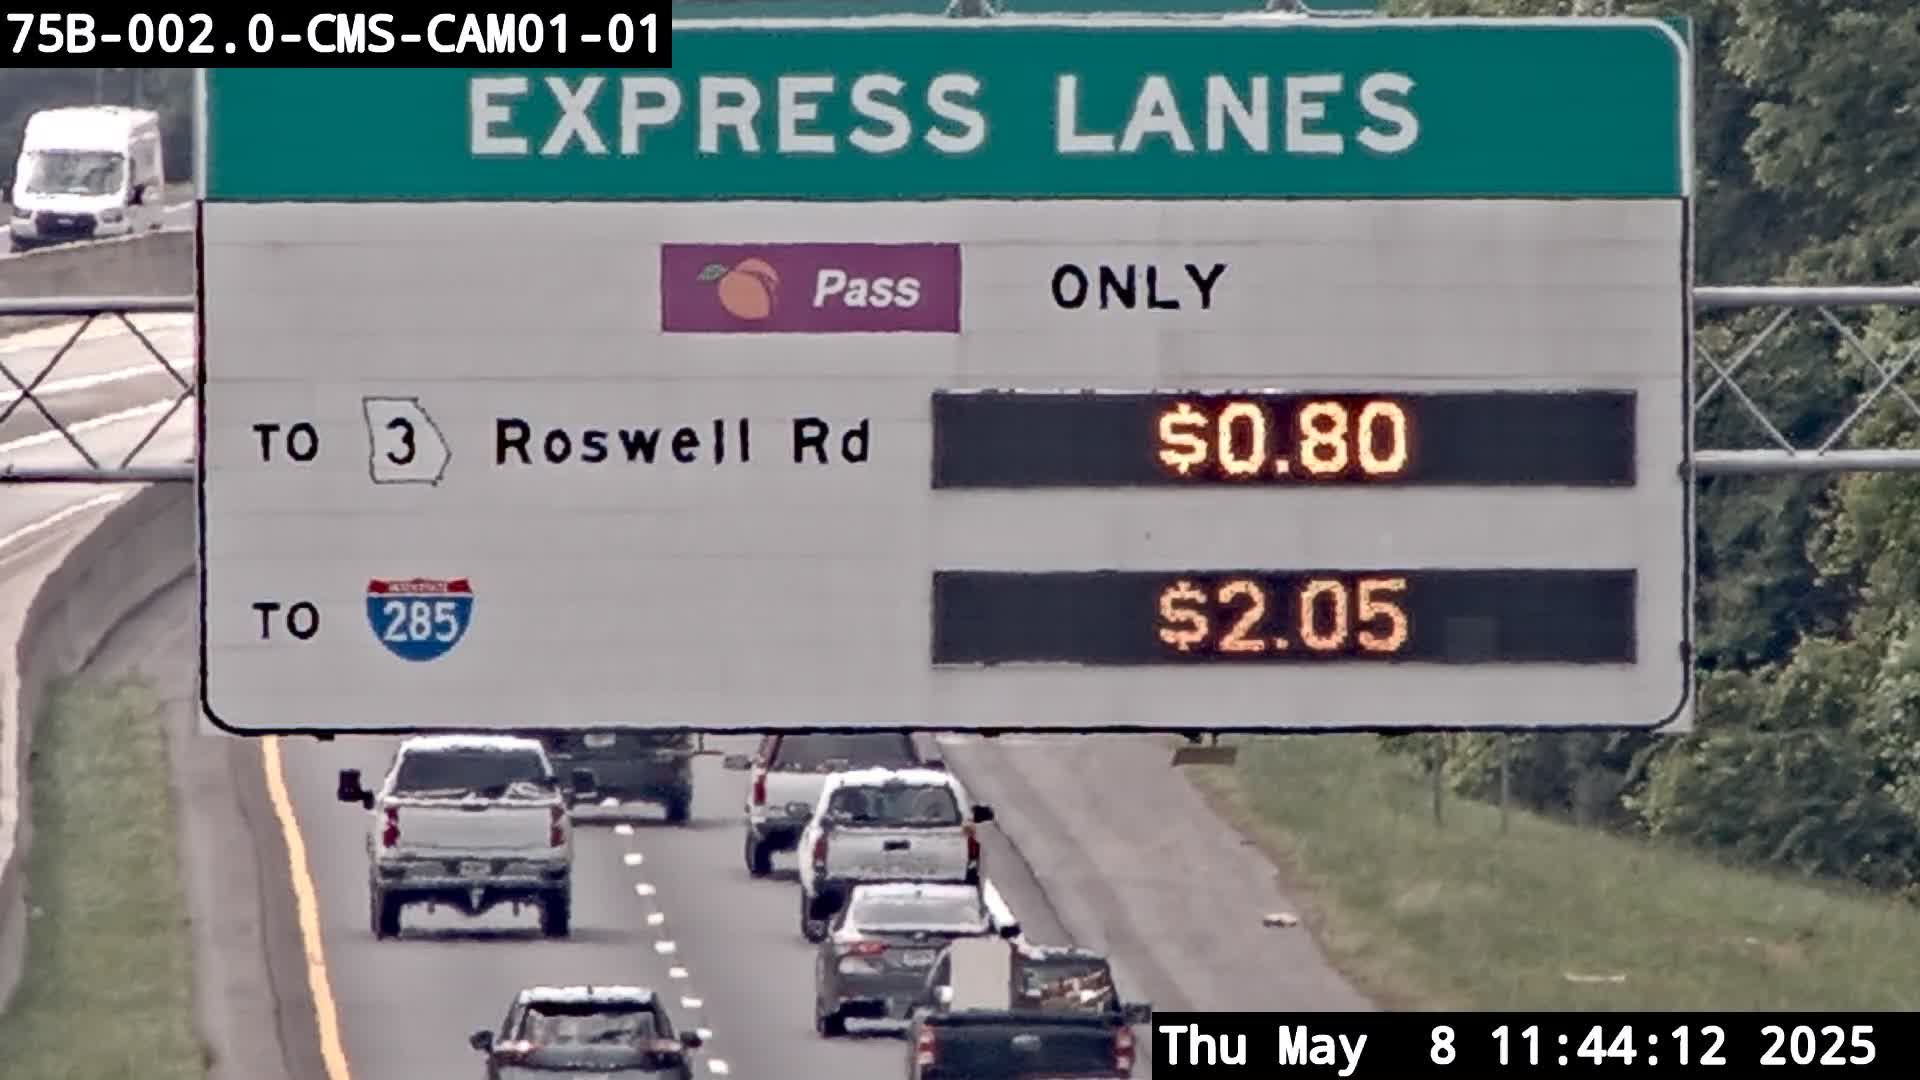 75B-002.0-CMS-CAM01-01
EXPRESS LANES
Pass ONLY
TO 3 Roswell Rd $0.80
INTERSTATE
TO 285 $2.05
Thu May 8 11:44:12 2025